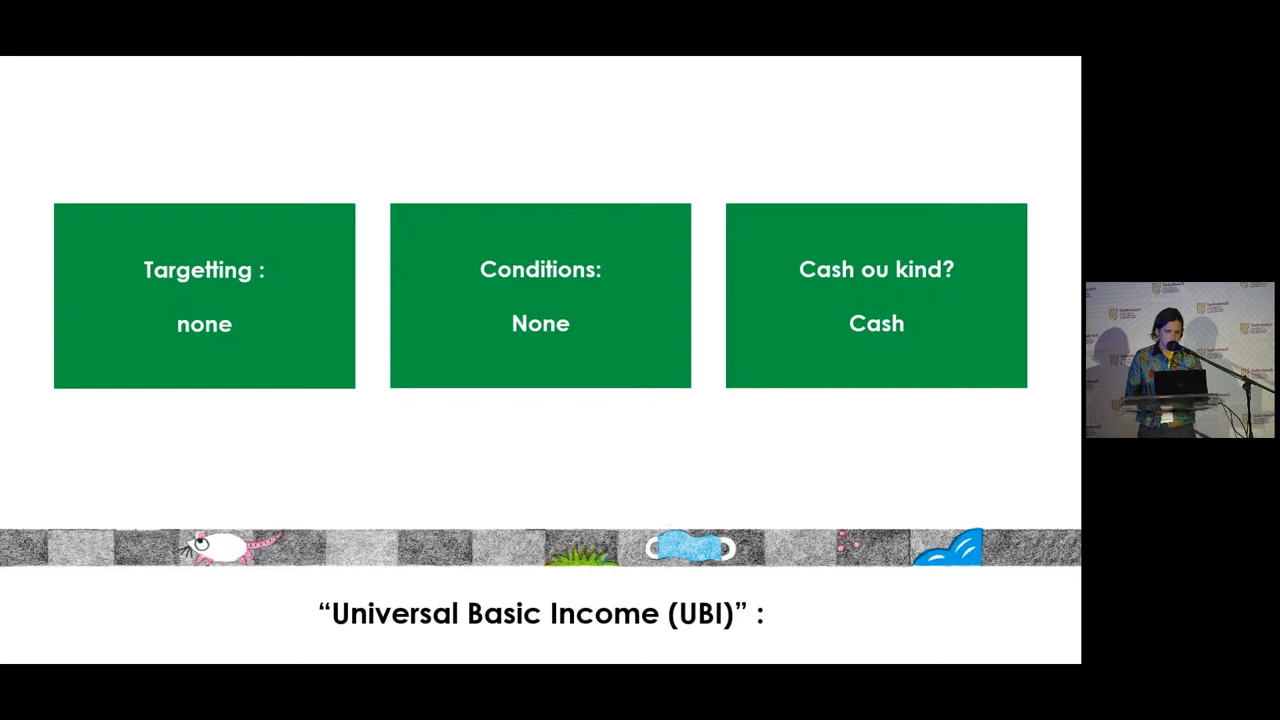 Targetting :
none
Conditions:
None
Cash ou kind?
Cash
“Universal Basic Income (UBI)” :